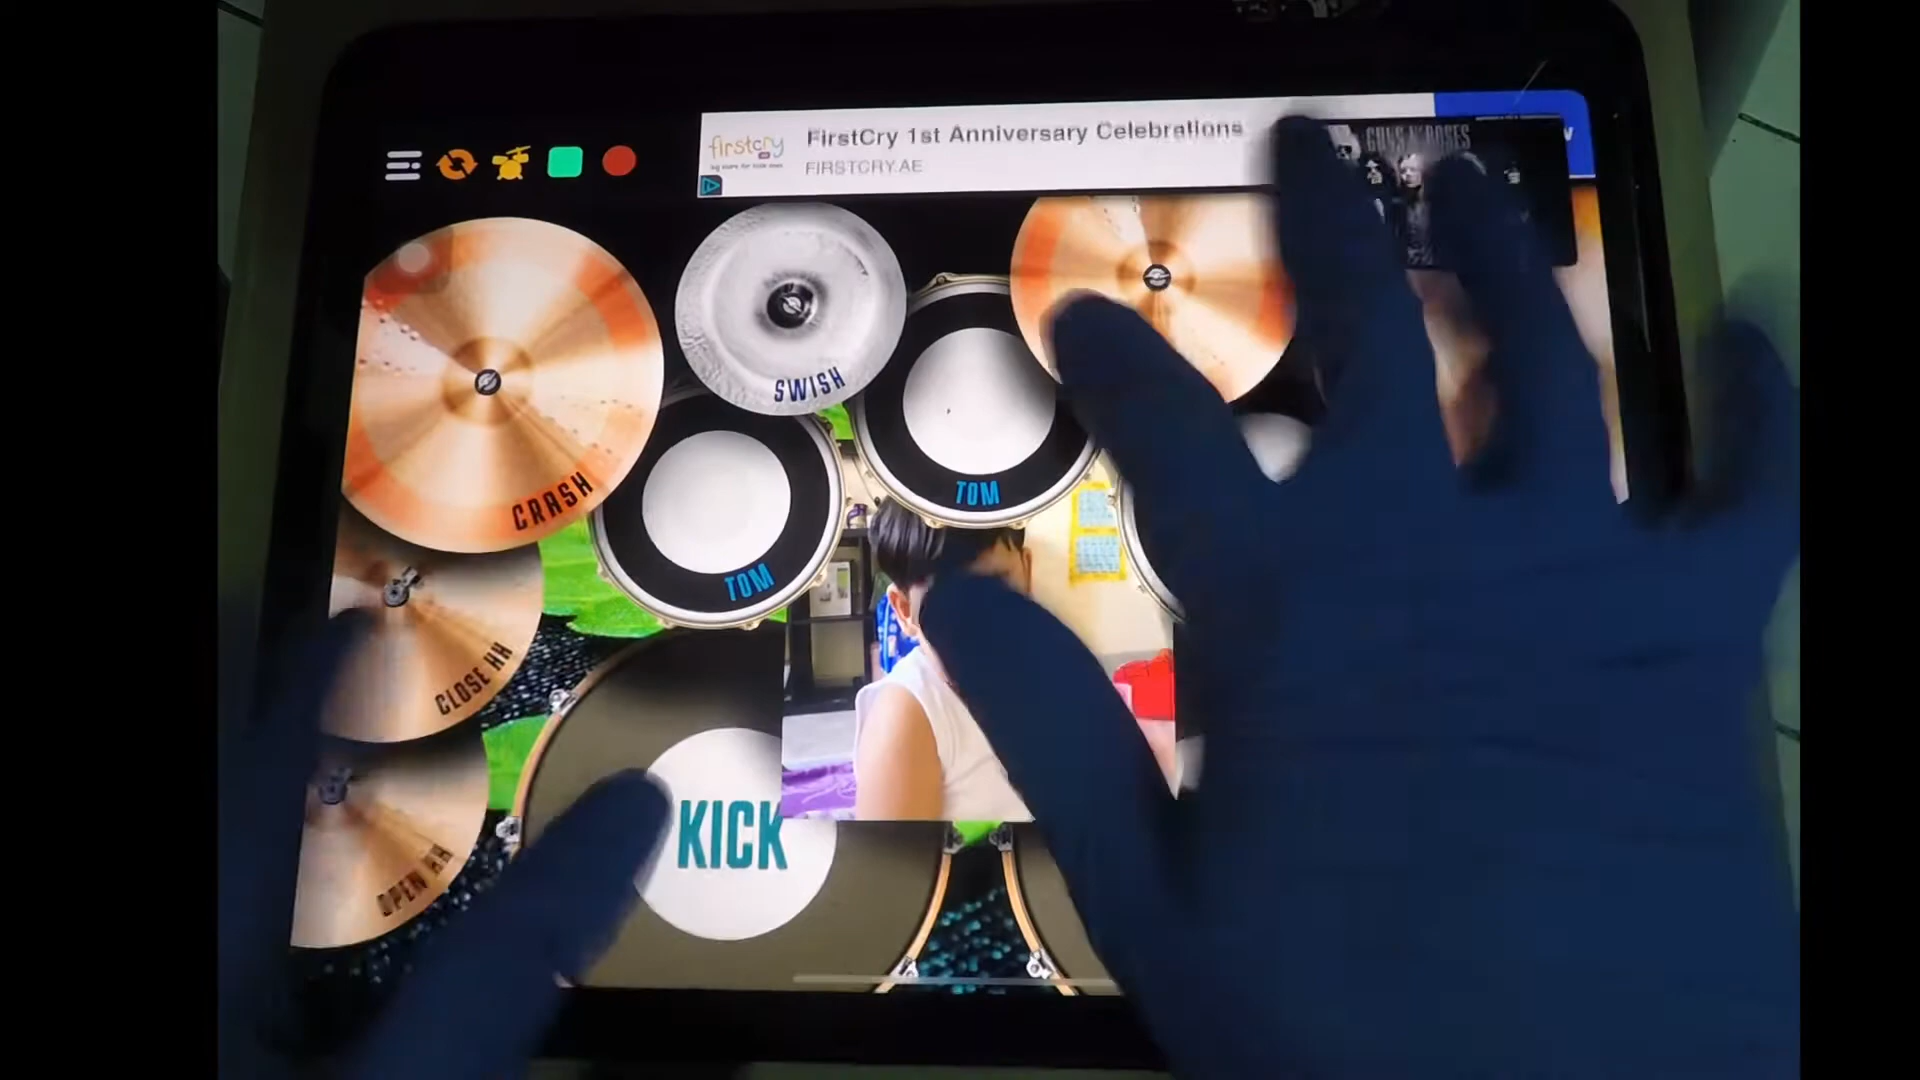 firstcry
FirstCry 1st Anniversary Celebrations
FIRSTCRY.AE
GUNS N' ROSES
SWISH
CRASH
TOM
TOM
CLOSE HH
KICK
OPEN HH